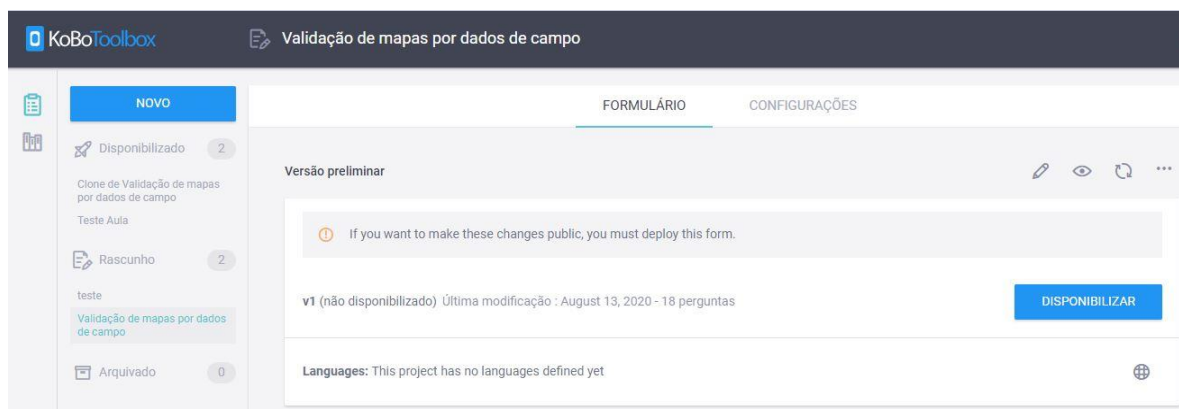 KoBoToolbox
Validação de mapas por dados de campo
NOVO
FORMULÁRIO
CONFIGURAÇÕES
Disponibilizado 2
Clone de Validação de mapas
por dados de campo
Teste Aula
Rascunho 2
teste
Validação de mapas por dados
de campo
Arquivado 0
Versão preliminar
If you want to make these changes public, you must deploy this form.
v1 (não disponibilizado) Última modificação : August 13, 2020 - 18 perguntas
DISPONIBILIZAR
Languages: This project has no languages defined yet